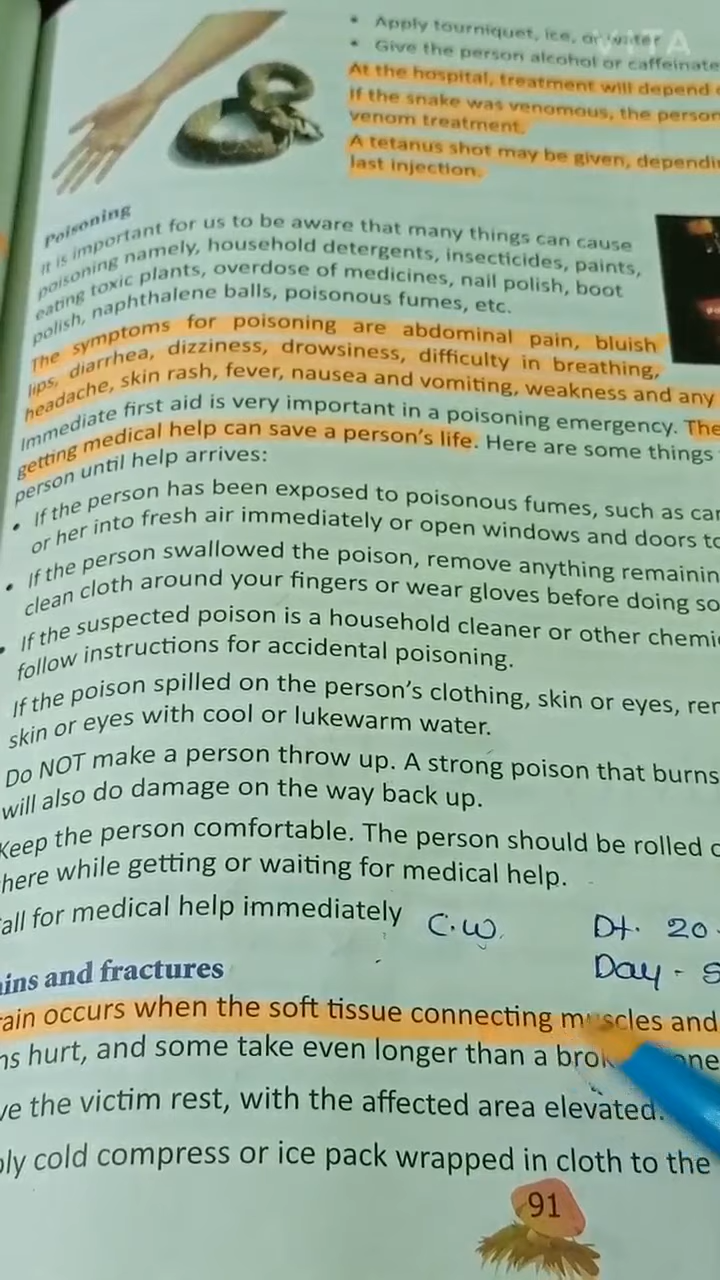 • Apply tourniquet, ice, or water
• Give the person alcohol or caffeinate
At the hospital, treatment will depend
If the snake was venomous, the person
venom treatment.
A tetanus shot may be given, dependi
last injection.
VITA
Poisoning
It is important for us to be aware that many things can cause
poisoning namely, household detergents, insecticides, paints,
eating toxic plants, overdose of medicines, nail polish, boot
polish, naphthalene balls, poisonous fumes, etc.
The symptoms for poisoning are abdominal pain, bluish
lips, diarrhea, dizziness, drowsiness, difficulty in breathing,
headache, skin rash, fever, nausea and vomiting, weakness and any
Immediate first aid is very important in a poisoning emergency. The
getting medical help can save a person's life. Here are some things
person until help arrives:
• If the person has been exposed to poisonous fumes, such as car
or her into fresh air immediately or open windows and doors to
• If the person swallowed the poison, remove anything remainin
clean cloth around your fingers or wear gloves before doing so
• If the suspected poison is a household cleaner or other chemi
follow instructions for accidental poisoning.
If the poison spilled on the person's clothing, skin or eyes, rem
skin or eyes with cool or lukewarm water.
Do NOT make a person throw up. A strong poison that burns
will also do damage on the way back up.
Keep the person comfortable. The person should be rolled o
here while getting or waiting for medical help.
all for medical help immediately
C.W. Dt. 20
Day - S
ins and fractures
ain occurs when the soft tissue connecting muscles and
ns hurt, and some take even longer than a one
ve the victim rest, with the affected area elevated.
ply cold compress or ice pack wrapped in cloth to the
91